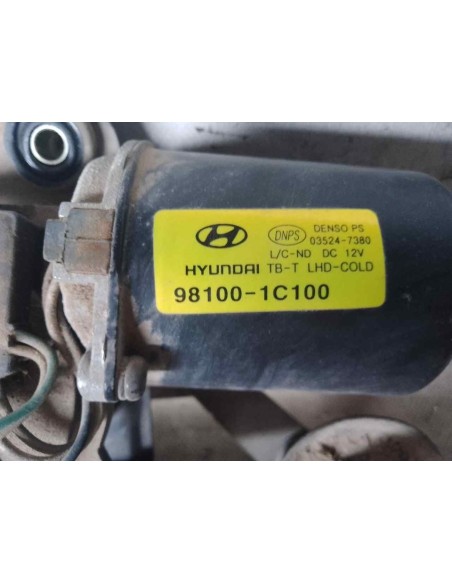 DNPS DENSO PS
03524-7380
L/C-ND DC 12V
HYUNDAI TB-T LHD-COLD
98100-1C100